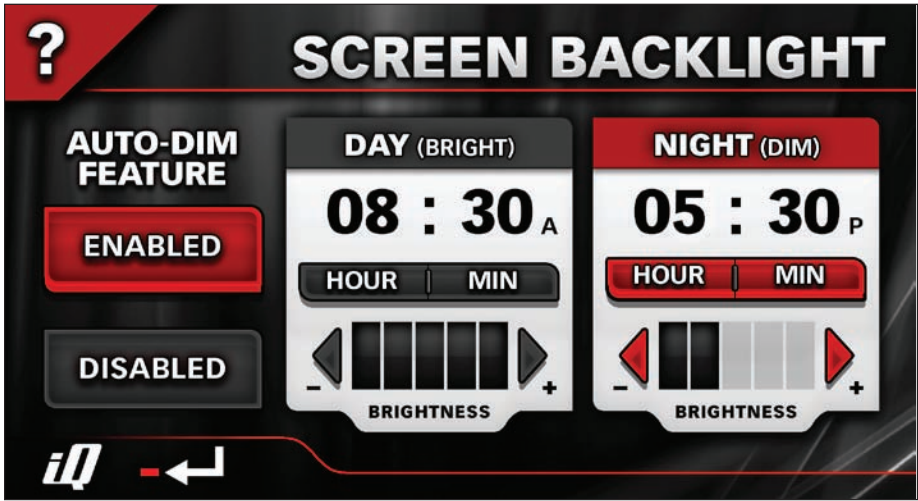 ?
SCREEN BACKLIGHT
AUTO-DIM
FEATURE
ENABLED
DISABLED
DAY (BRIGHT)
08 : 30 A
HOUR MIN
- +
BRIGHTNESS
NIGHT (DIM)
05 : 30 P
HOUR MIN
- +
BRIGHTNESS
iQ